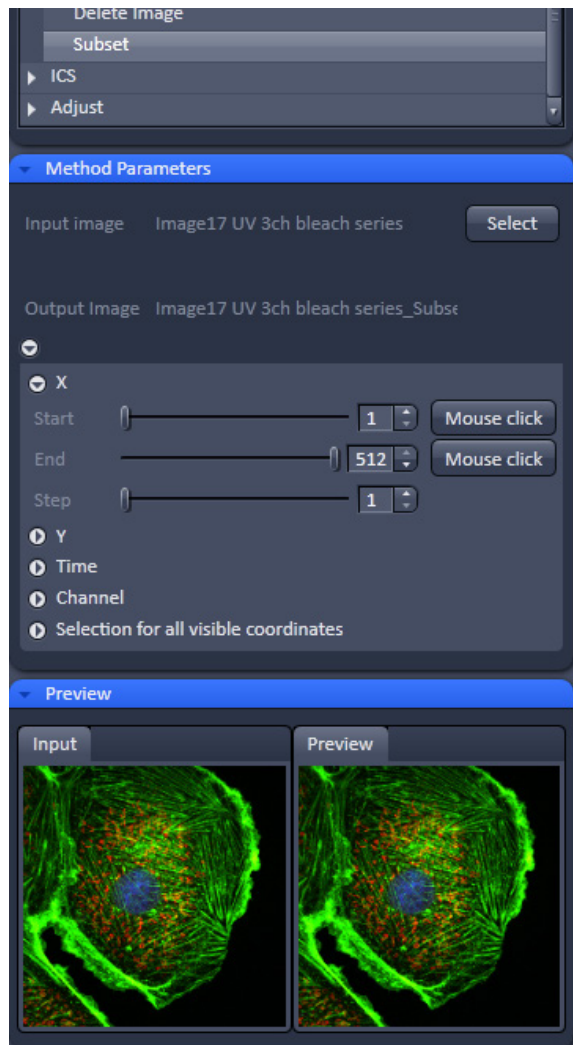 Delete Image
Subset
ICS
Adjust
Method Parameters
Input image Image17 UV 3ch bleach series Select
Output Image Image17 UV 3ch bleach series_Subse
X
Start 1 Mouse click
End 512 Mouse click
Step 1
Y
Time
Channel
Selection for all visible coordinates
Preview
Input Preview